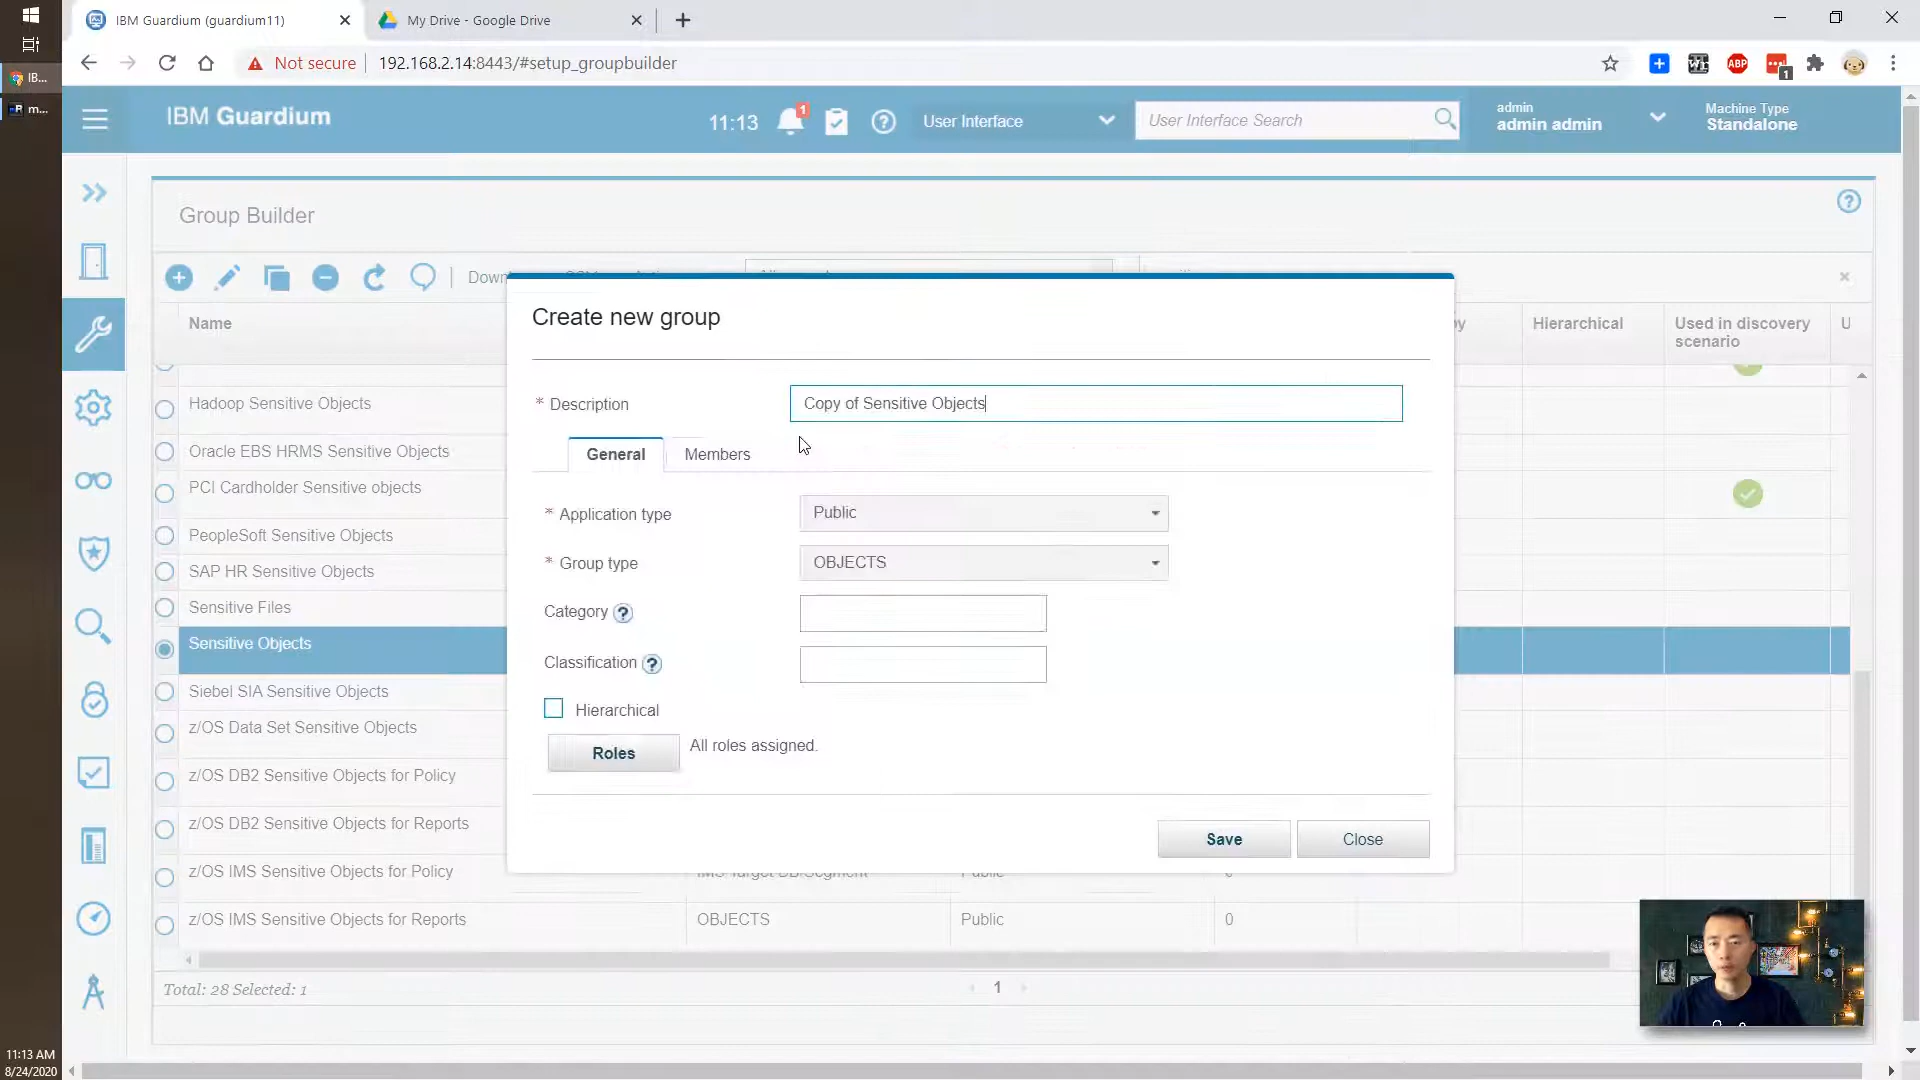 IBM Guardium (guardium11)
My Drive - Google Drive
IB...
m...
Not secure
192.168.2.14:8443/#setup_groupbuilder
ABP
1
IBM Guardium
11:13
1
User Interface
User Interface Search
admin
admin admin
Machine Type
Standalone
Group Builder
Name
Hierarchical
Used in discovery
scenario
U
Hadoop Sensitive Objects
Oracle EBS HRMS Sensitive Objects
PCI Cardholder Sensitive objects
PeopleSoft Sensitive Objects
SAP HR Sensitive Objects
Sensitive Files
Sensitive Objects
Siebel SIA Sensitive Objects
z/OS Data Set Sensitive Objects
z/OS DB2 Sensitive Objects for Policy
z/OS DB2 Sensitive Objects for Reports
z/OS IMS Sensitive Objects for Policy
z/OS IMS Sensitive Objects for Reports
OBJECTS
Public
0
Total: 28 Selected: 1
1
Create new group
* Description
Copy of Sensitive Objects
General
Members
* Application type
Public
* Group type
OBJECTS
Category ?
Classification ?
Hierarchical
Roles
All roles assigned.
Save
Close
11:13 AM
8/24/2020